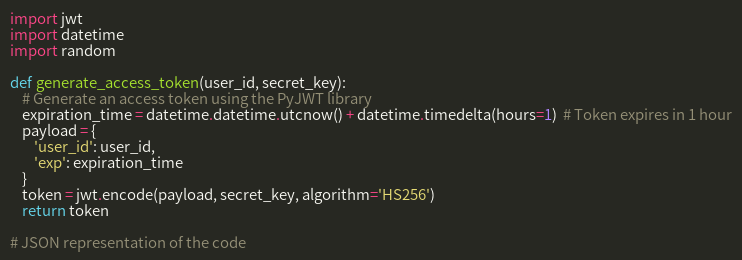 import jwt
import datetime
import random

def generate_access_token(user_id, secret_key):
    # Generate an access token using the PyJWT library
    expiration_time = datetime.datetime.utcnow() + datetime.timedelta(hours=1)  # Token expires in 1 hour
    payload = {
        'user_id': user_id,
        'exp': expiration_time
    }
    token = jwt.encode(payload, secret_key, algorithm='HS256')
    return token

# JSON representation of the code